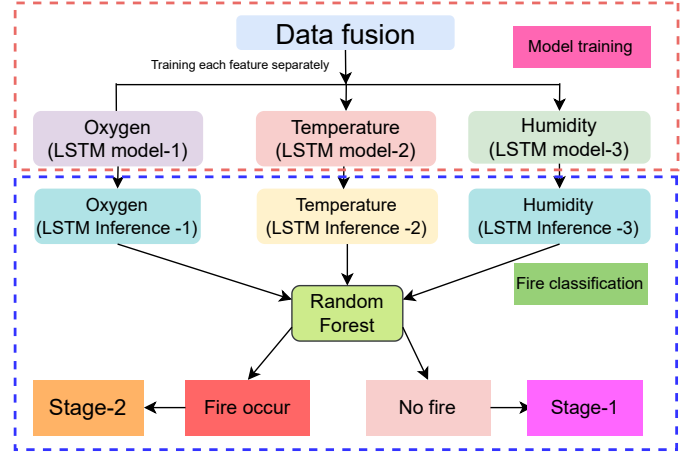 Data fusion
Model training
Training each feature separately
Oxygen
(LSTM model-1)
Temperature
(LSTM model-2)
Humidity
(LSTM model-3)
Oxygen
(LSTM Inference -1)
Temperature
(LSTM Inference -2)
Humidity
(LSTM Inference -3)
Fire classification
Random
Forest
Stage-2
Fire occur
No fire
Stage-1